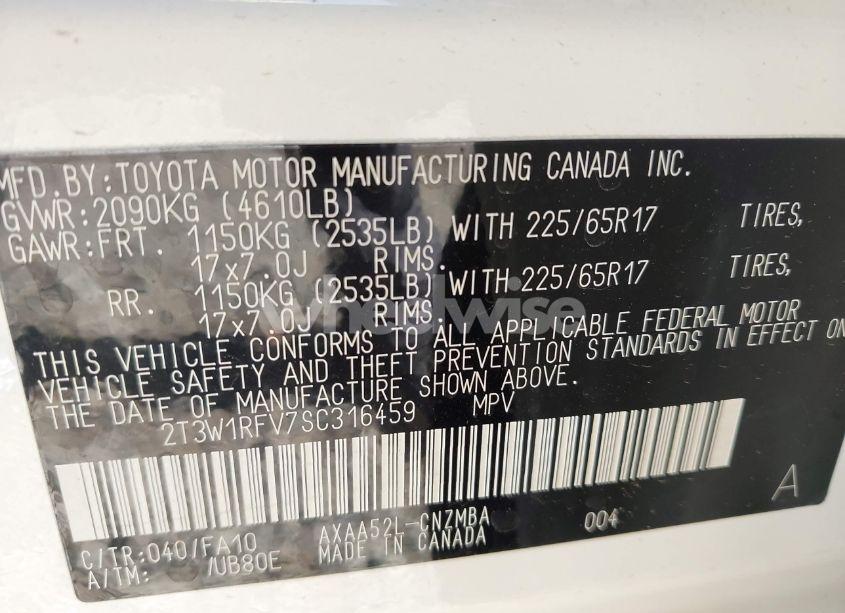 MFD.BY:TOYOTA MOTOR MANUFACTURING CANADA INC.
GVWR:2090KG (4610LB)
GAWR:FRT. 1150KG (2535LB) WITH 225/65R17 TIRES,
17x7.0J RIMS.
RR. 1150KG (2535LB) WITH 225/65R17 TIRES,
17x7.0J RIMS.
THIS VEHICLE CONFORMS TO ALL APPLICABLE FEDERAL MOTOR
VEHICLE SAFETY AND THEFT PREVENTION STANDARDS IN EFFECT ON
THE DATE OF MANUFACTURE SHOWN ABOVE.
2T3W1RFV7SC316459 MPV
A
C/TR:040/FA10 AXAA52L-CNZMBA 004
A/TM: /UB80E MADE IN CANADA
wheelwise